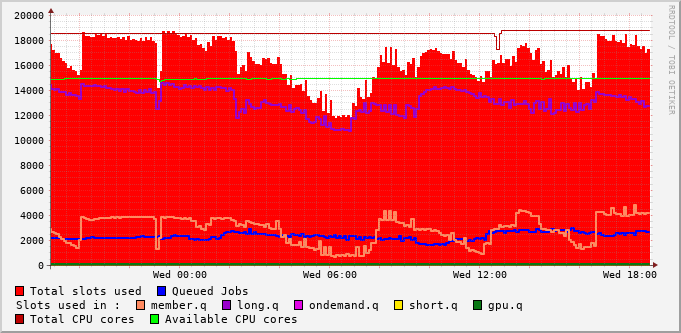 20000
18000
16000
14000
12000
10000
8000
6000
4000
2000
0
Wed 00:00 Wed 06:00 Wed 12:00 Wed 18:00
Total slots used Queued Jobs
Slots used in : member.q long.q ondemand.q short.q gpu.q
Total CPU cores Available CPU cores
RRDTOOL / TOBI OETIKER